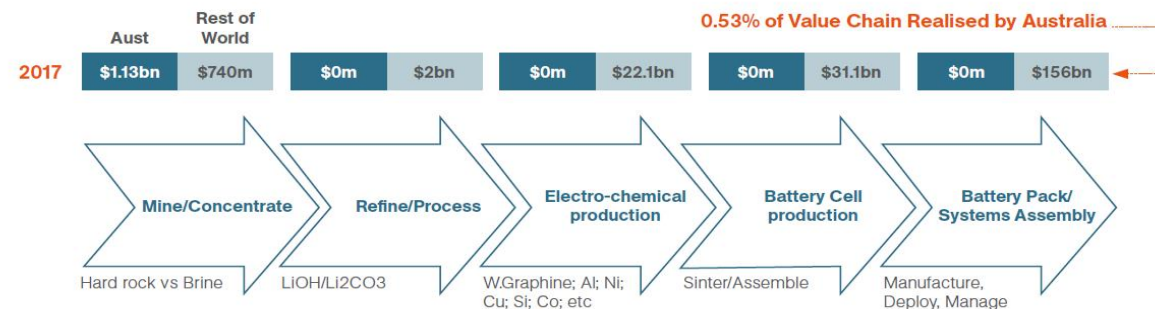 0.53% of Value Chain Realised by Australia
Aust
Rest of
World
2017
$1.13bn $740m $0m $2bn $0m $22.1bn $0m $31.1bn $0m $156bn
Mine/Concentrate
Refine/Process
Electro-chemical
production
Battery Cell
production
Battery Pack/
Systems Assembly
Hard rock vs Brine
LiOH/Li2CO3
W.Graphine; Al; Ni;
Cu; Si; Co; etc
Sinter/Assemble
Manufacture,
Deploy, Manage